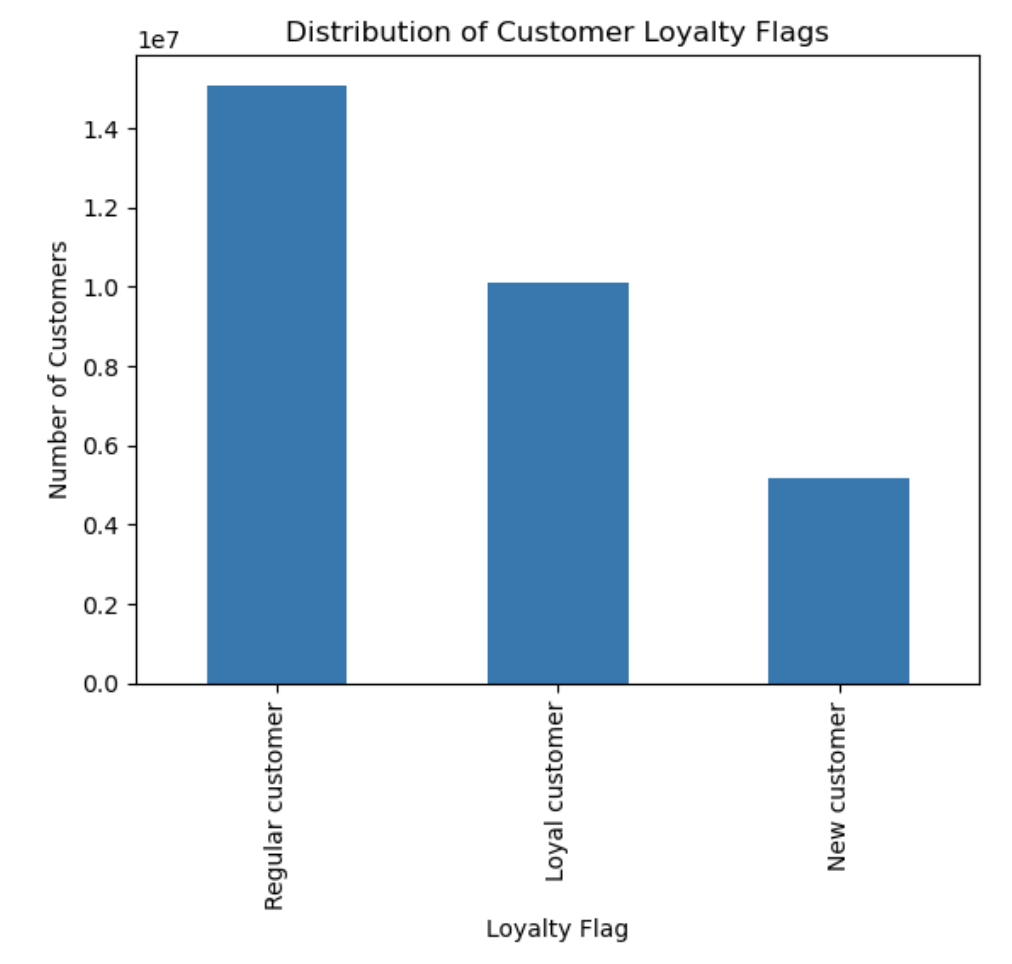 Distribution of Customer Loyalty Flags
1e7
1.4
1.2
1.0
0.8
0.6
0.4
0.2
0.0
Number of Customers
Regular customer
Loyal customer
New customer
Loyalty Flag